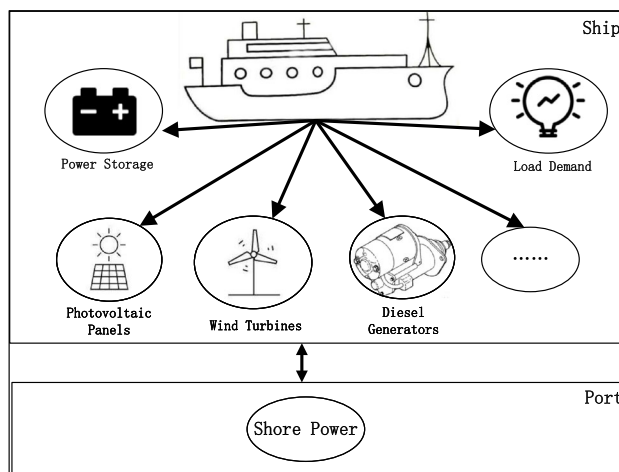 Ship
Power Storage
Load Demand
......
Photovoltaic
Panels
Wind Turbines
Diesel
Generators
Port
Shore Power